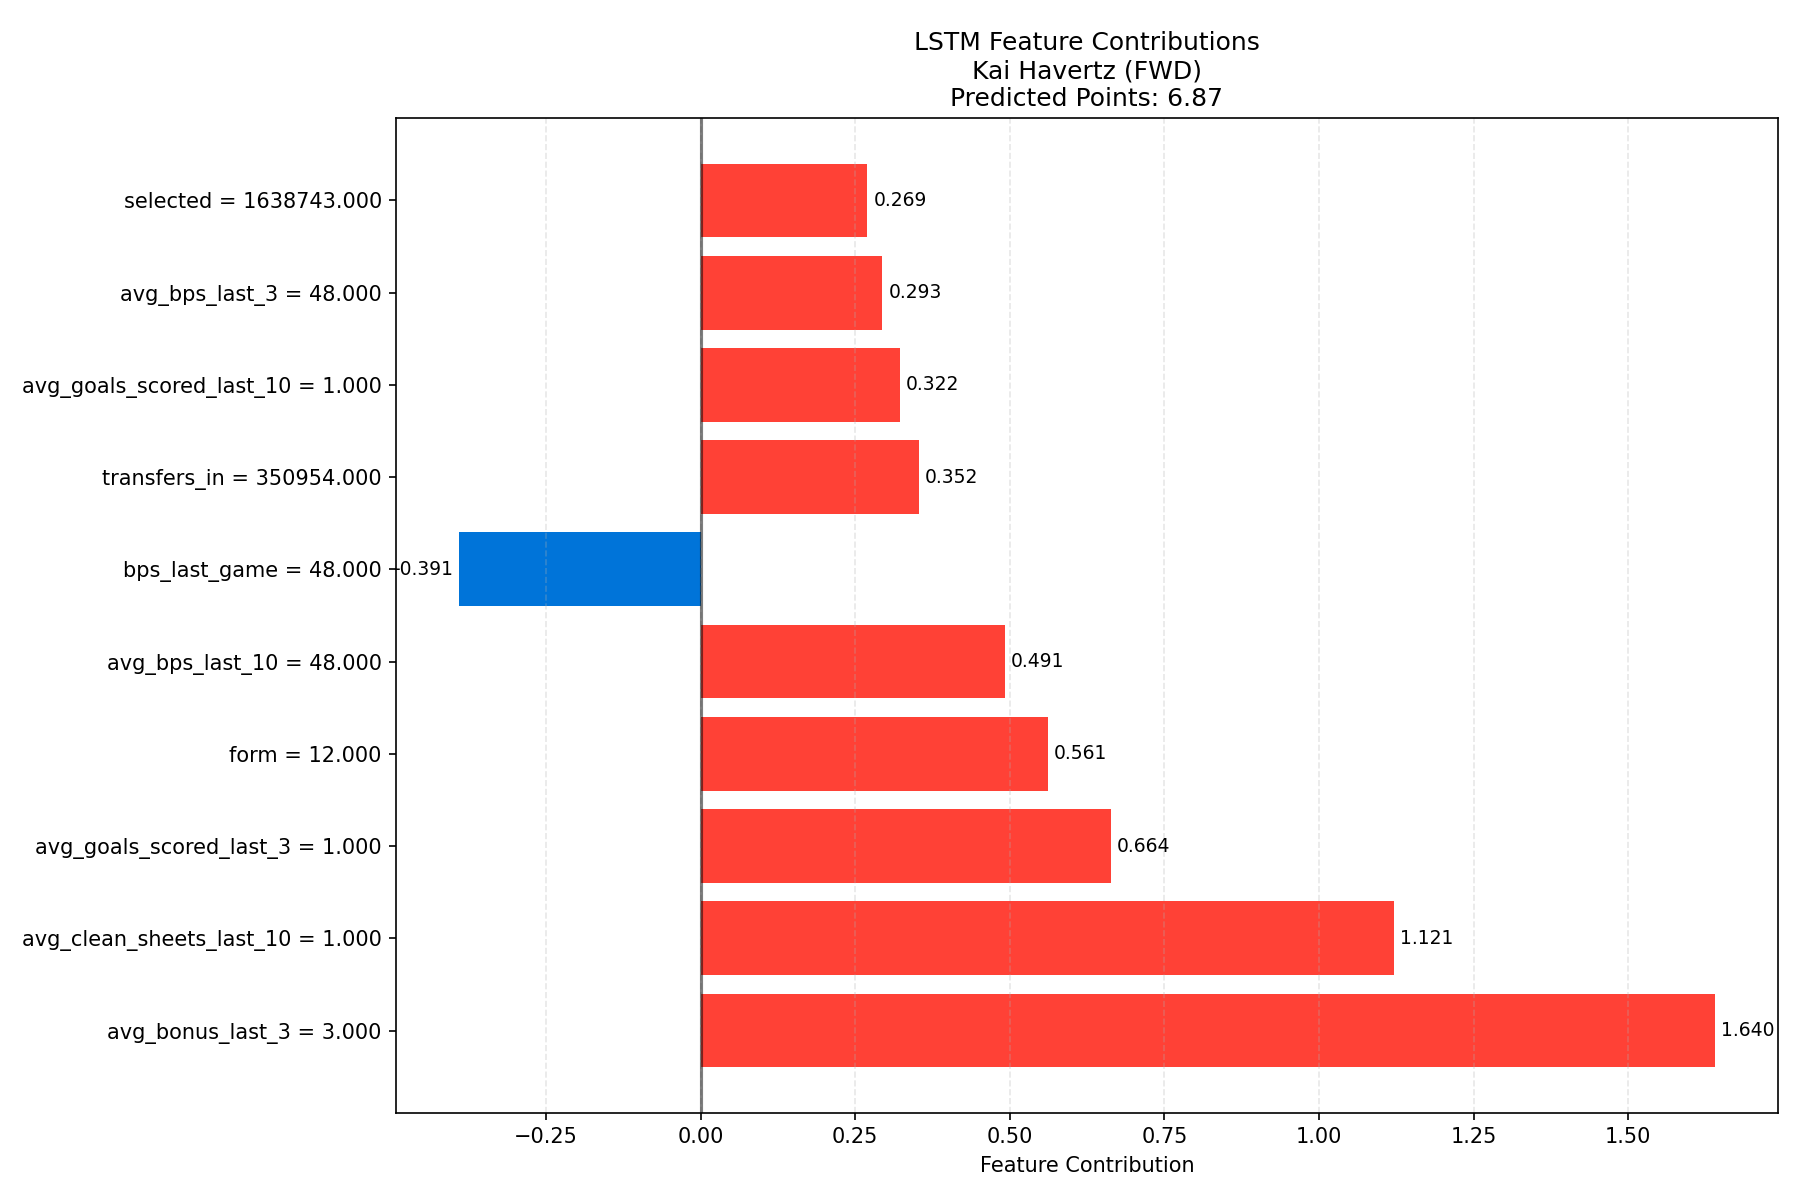 LSTM Feature Contributions
Kai Havertz (FWD)
Predicted Points: 6.87
selected = 1638743.000
0.269
avg_bps_last_3 = 48.000
0.293
avg_goals_scored_last_10 = 1.000
0.322
transfers_in = 350954.000
0.352
bps_last_game = 48.000
−0.391
avg_bps_last_10 = 48.000
0.491
form = 12.000
0.561
avg_goals_scored_last_3 = 1.000
0.664
avg_clean_sheets_last_10 = 1.000
1.121
avg_bonus_last_3 = 3.000
1.640
−0.25 0.00 0.25 0.50 0.75 1.00 1.25 1.50
Feature Contribution